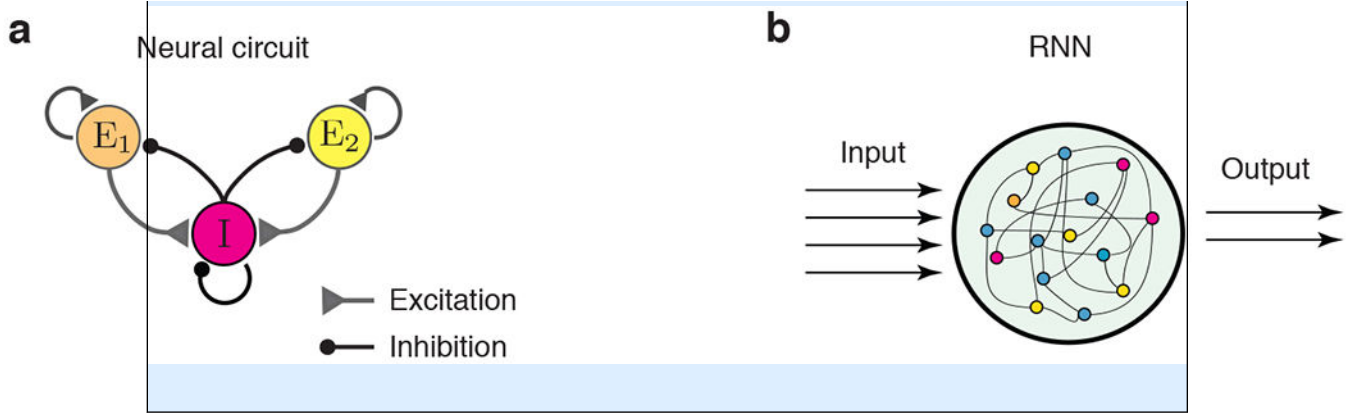 a
Neural circuit
E₁
E₂
I
Excitation
Inhibition
b
RNN
Input
Output